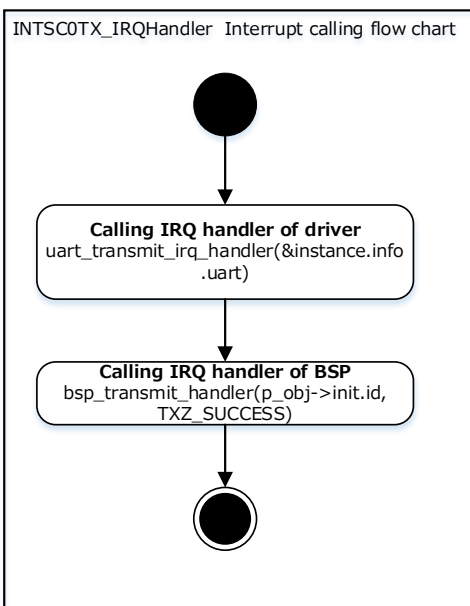 INTSC0TX_IRQHandler  Interrupt calling flow chart
Calling IRQ handler of driver
uart_transmit_irq_handler(&instance.info
.uart)
Calling IRQ handler of BSP
bsp_transmit_handler(p_obj->init.id,
TXZ_SUCCESS)